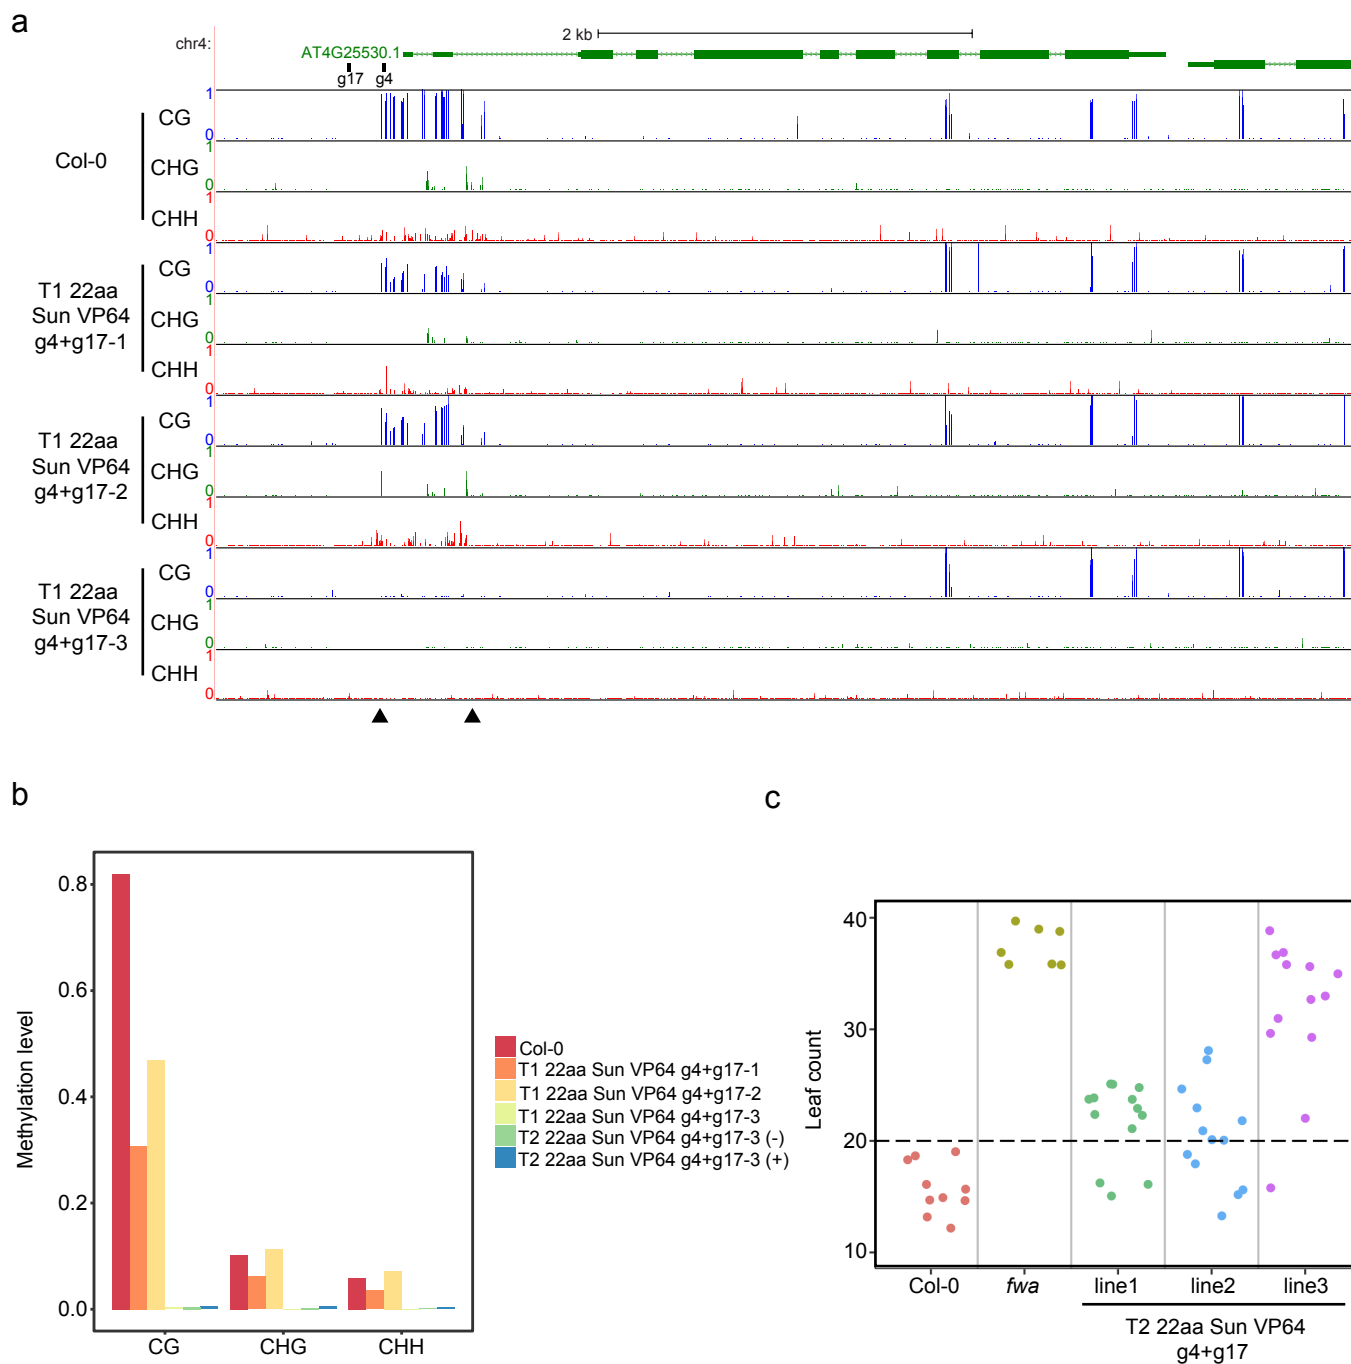 a
chr4:
2 kb
AT4G25530.1
g17 g4
Col-0
CG
1
0
CHG
1
0
CHH
1
0
T1 22aa
Sun VP64
g4+g17-1
CG
1
0
CHG
1
0
CHH
1
0
T1 22aa
Sun VP64
g4+g17-2
CG
1
0
CHG
1
0
CHH
1
0
T1 22aa
Sun VP64
g4+g17-3
CG
1
0
CHG
1
0
CHH
1
0
b
Methylation level
0.8
0.6
0.4
0.2
0.0
CG CHG CHH
Col-0
T1 22aa Sun VP64 g4+g17-1
T1 22aa Sun VP64 g4+g17-2
T1 22aa Sun VP64 g4+g17-3
T2 22aa Sun VP64 g4+g17-3 (-)
T2 22aa Sun VP64 g4+g17-3 (+)
c
Leaf count
40
30
20
10
Col-0 fwa line1 line2 line3
T2 22aa Sun VP64
g4+g17